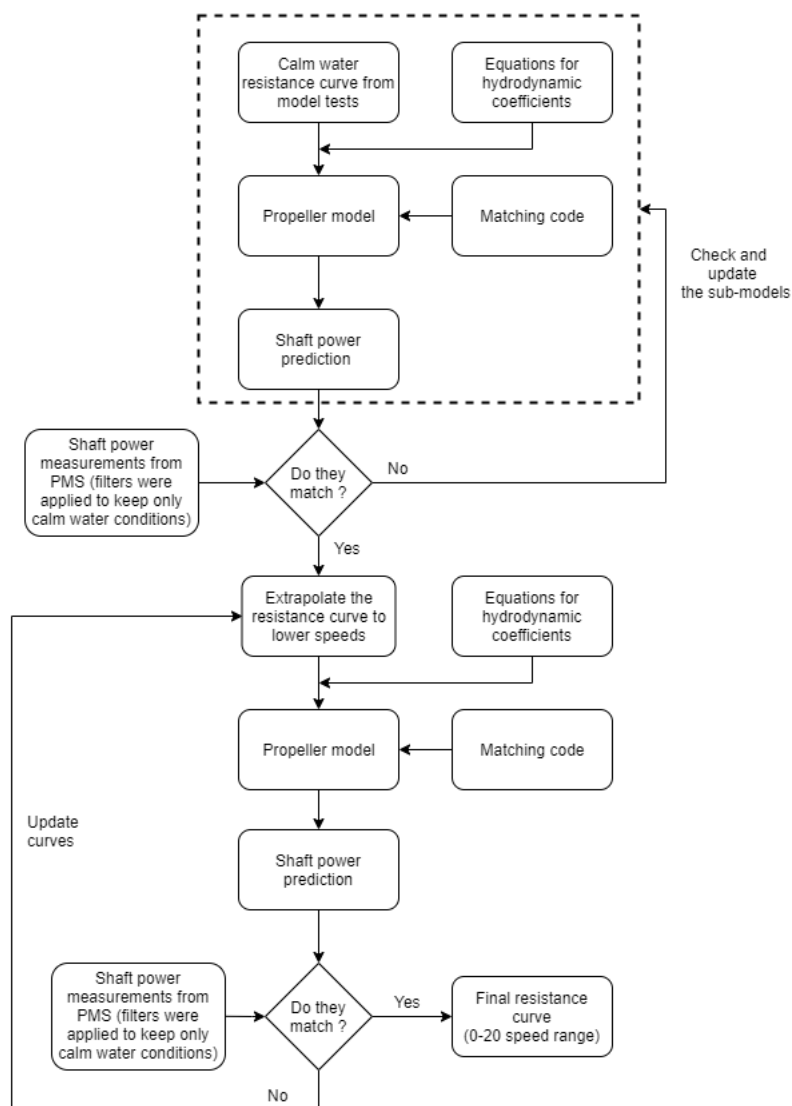 Calm water
resistance curve from
model tests
Equations for
hydrodynamic
coefficients
Propeller model
Matching code
Check and
update
the sub-models
Shaft power
prediction
Shaft power
measurements from
PMS (filters were
applied to keep only
calm water conditions)
Do they
match ?
No
Yes
Extrapolate the
resistance curve to
lower speeds
Equations for
hydrodynamic
coefficients
Propeller model
Matching code
Update
curves
Shaft power
prediction
Shaft power
measurements from
PMS (filters were
applied to keep only
calm water conditions)
Do they
match ?
Yes
Final resistance
curve
(0-20 speed range)
No